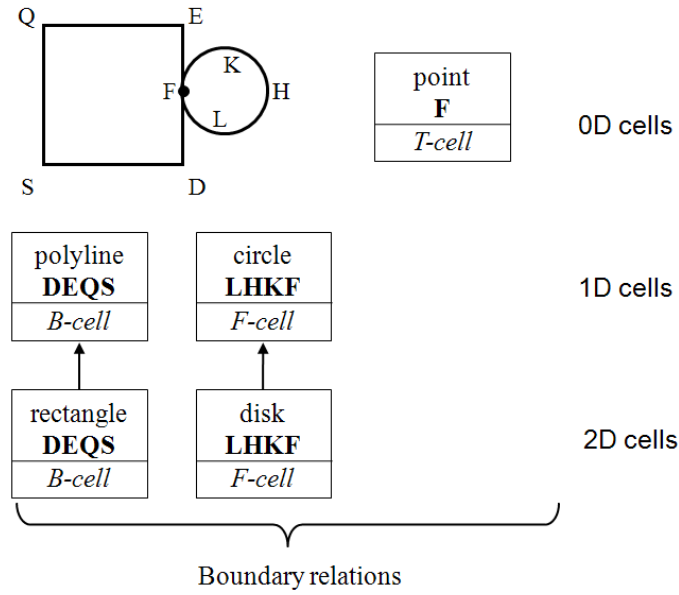 Q E
K
F H
L
S D
point
F
T-cell
0D cells
polyline
DEQS
B-cell
circle
LHKF
F-cell
1D cells
rectangle
DEQS
B-cell
disk
LHKF
F-cell
2D cells
Boundary relations